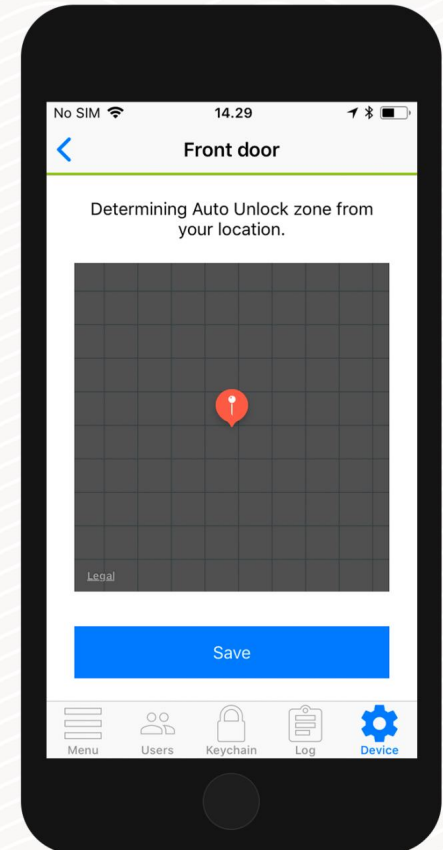 No SIM 14.29
Front door
Determining Auto Unlock zone from
your location.
Legal
Save
Menu Users Keychain Log Device